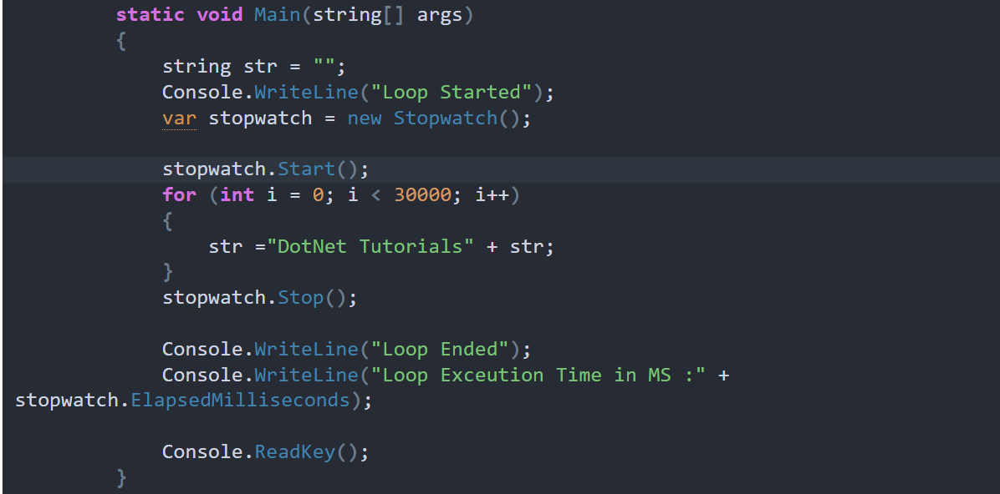 static void Main(string[] args)
{
string str = "";
Console.WriteLine("Loop Started");
var stopwatch = new Stopwatch();
stopwatch.Start();
for (int i = 0; i < 30000; i++)
{
str ="DotNet Tutorials" + str;
}
stopwatch.Stop();
Console.WriteLine("Loop Ended");
Console.WriteLine("Loop Exceution Time in MS :" +
stopwatch.ElapsedMilliseconds);
Console.ReadKey();
}